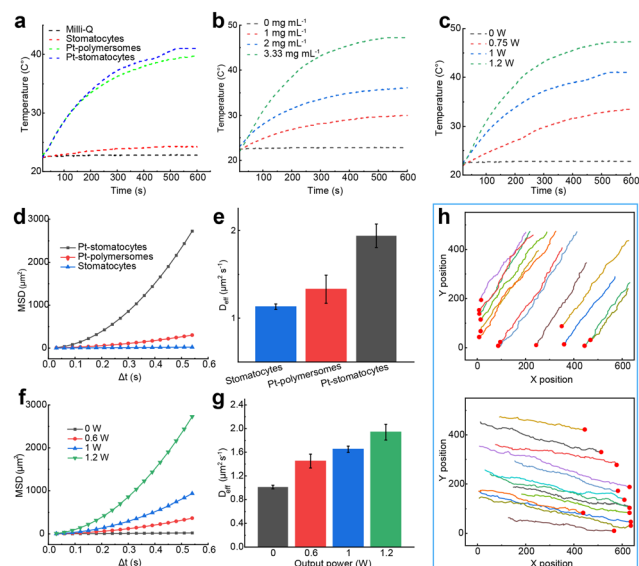 a
Milli-Q
Stomatocytes
Pt-polymersomes
Pt-stomatocytes
Temperature (C°)
40
30
20
100 200 300 400 500 600
Time (s)
b
0 mg mL⁻¹
1 mg mL⁻¹
2 mg mL⁻¹
3.33 mg mL⁻¹
Temperature (C°)
50
40
30
20
100 200 300 400 500 600
Time (s)
c
0 W
0.75 W
1 W
1.2 W
Temperature (C°)
50
40
30
20
100 200 300 400 500 600
Time (s)
d
Pt-stomatocytes
Pt-polymersomes
Stomatocytes
MSD (µm²)
3000
2000
1000
0
0.0 0.1 0.2 0.3 0.4 0.5 0.6
Δt (s)
e
Deff (µm² s⁻¹)
2
1
Stomatocytes
Pt-polymersomes
Pt-stomatocytes
f
0 W
0.6 W
1 W
1.2 W
MSD (µm²)
3000
2000
1000
0
0.0 0.1 0.2 0.3 0.4 0.5 0.6
Δt (s)
g
Deff (µm² s⁻¹)
2.4
2.0
1.6
1.2
0.8
0.4
0.0
0 0.6 1 1.2
Output power (W)
h
Y position
400
200
0
0 200 400 600
X position
Y position
400
200
0
0 200 400 600
X position